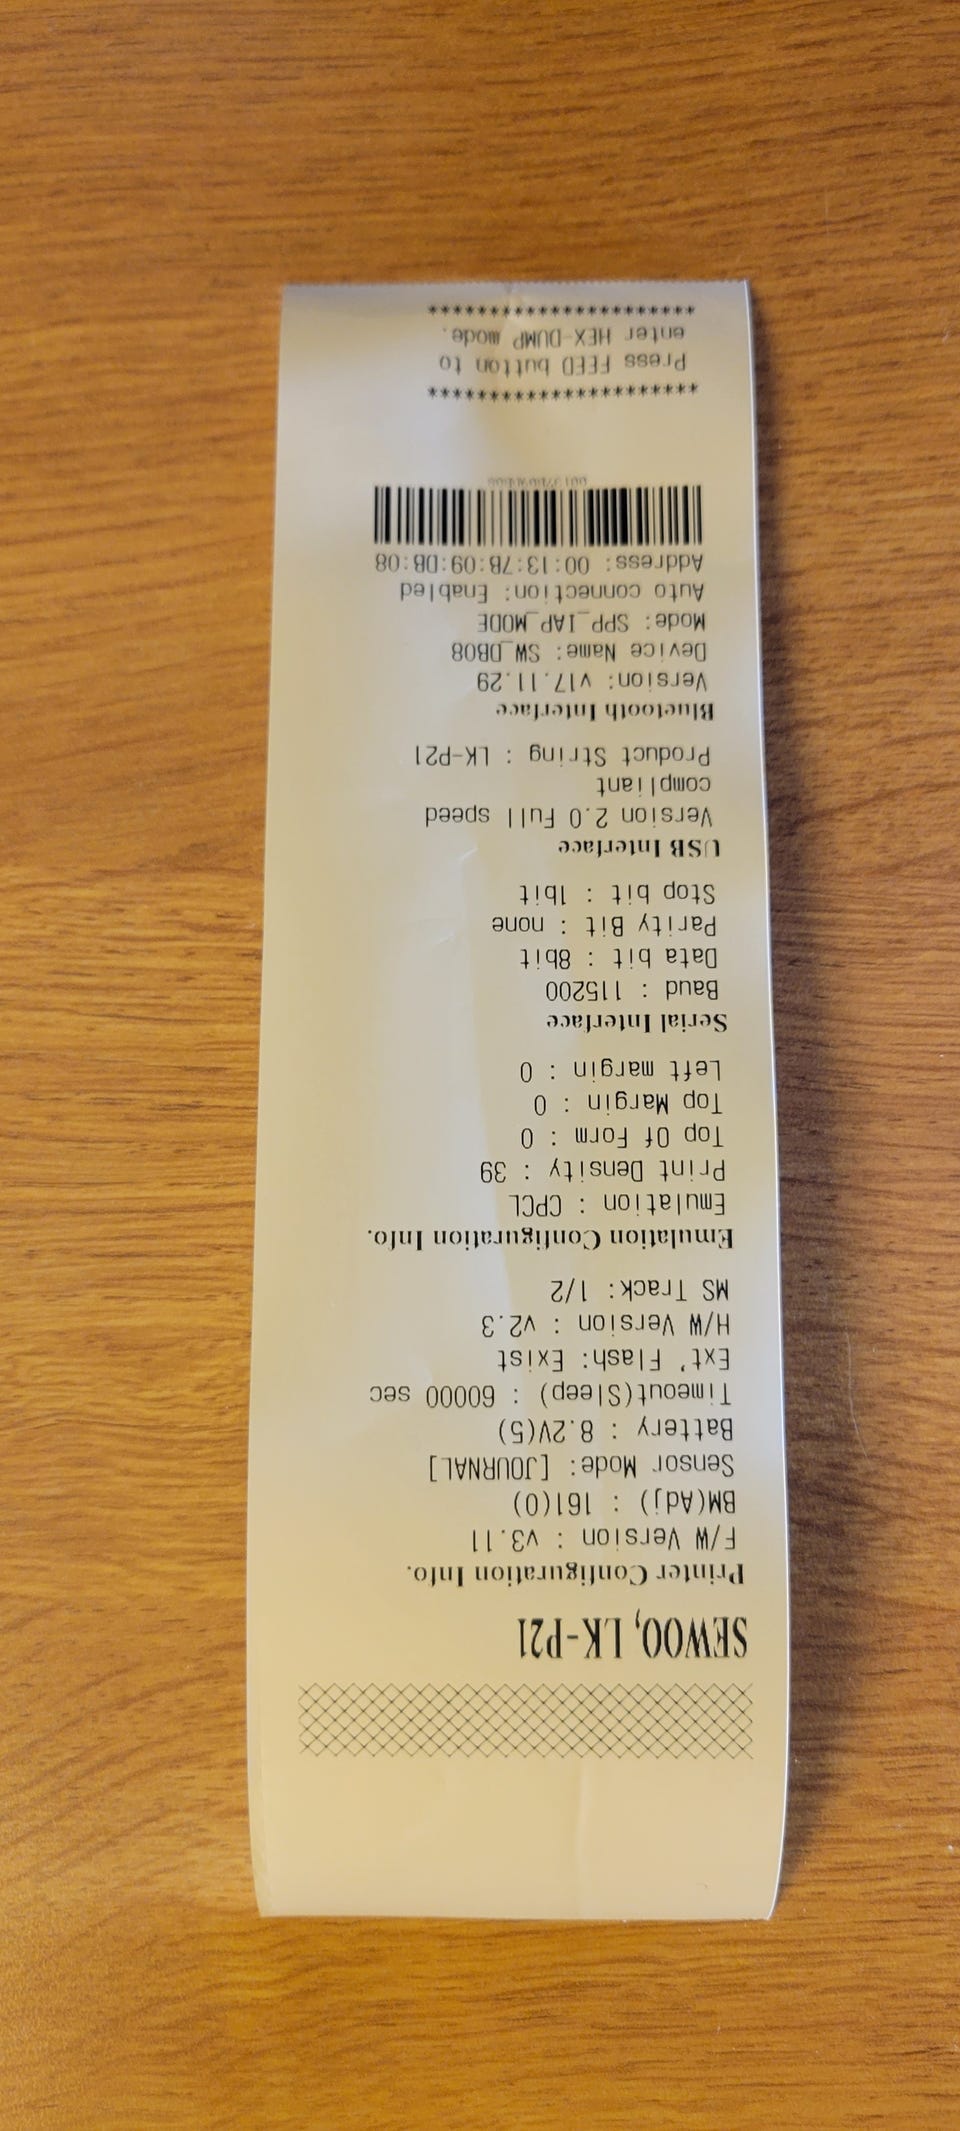 SEWOO, LK-P21
Printer Configuration Info.
F/W Version : v3.11
BM(Adj) : 161(0)
Sensor Mode: [JOURNAL]
Battery : 8.2V(5)
Timeout(Sleep) : 60000 sec
Ext' Flash: Exist
H/W Version : v2.3
MS Track: 1/2
Emulation Configuration Info.
Emulation : CPCL
Print Density : 39
Top Of Form : 0
Top Margin : 0
Left margin : 0
Serial Interface
Baud : 115200
Data bit : 8bit
Parity Bit : none
Stop bit : 1bit
USB Interface
Version 2.0 Full speed
compliant
Product String : LK-P21
Bluetooth Interface
Version: v17.11.29
Device Name: SW_DB08
Mode: SPP_IAP_MODE
Auto connection: Enabled
Address: 00:13:7B:09:DB:08
**********************
Press FEED button to
enter HEX-DUMP mode.
**********************